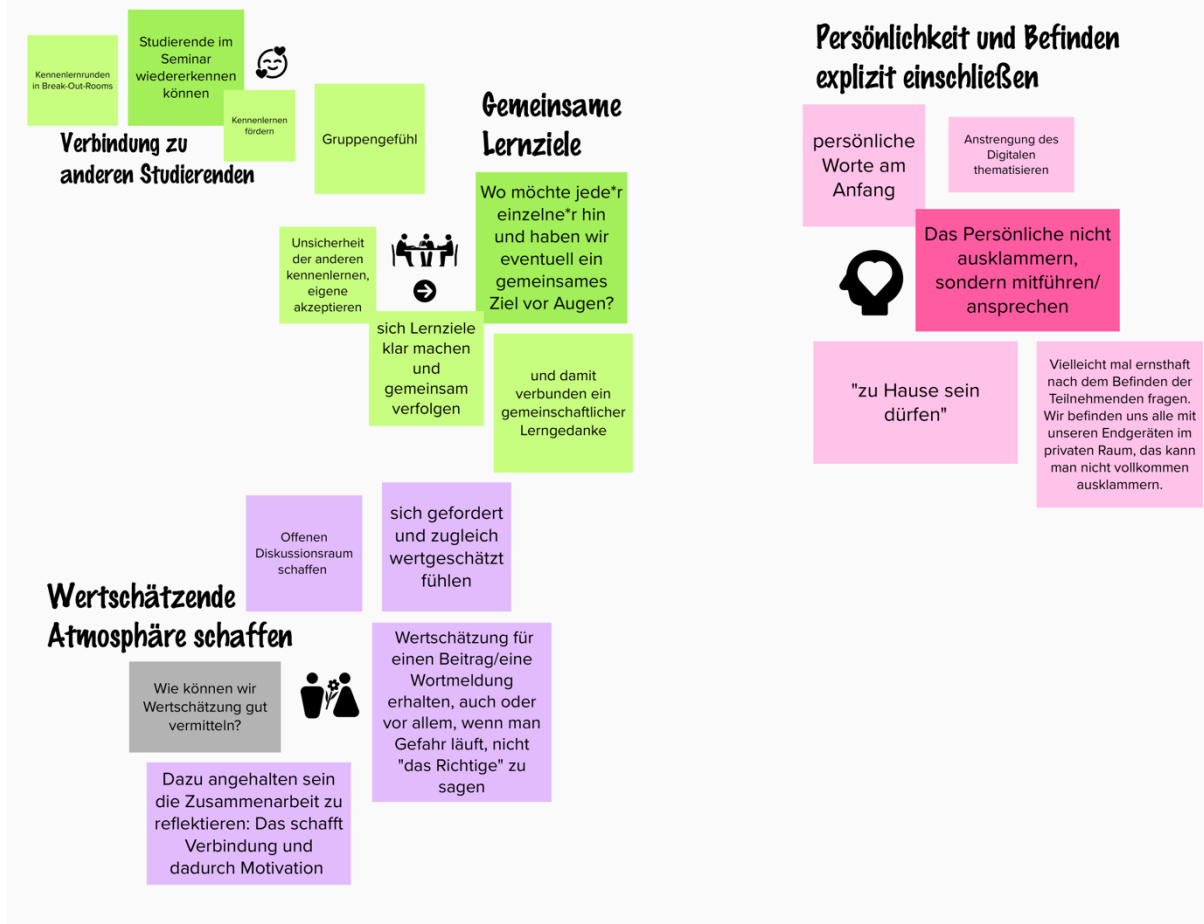 Kennenlernrunden
in Break-Out-Rooms
Studierende im
Seminar
wiedererkennen
können
Kennenlernen
fördern
Verbindung zu
anderen Studierenden
Gruppengefühl
Gemeinsame
Lernziele
Wo möchte jede*r
einzelne*r hin
und haben wir
eventuell ein
gemeinsames
Ziel vor Augen?
Unsicherheit
der anderen
kennenlernen,
eigene
akzeptieren
sich Lernziele
klar machen
und
gemeinsam
verfolgen
und damit
verbunden ein
gemeinschaftlicher
Lerngedanke
Persönlichkeit und Befinden
explizit einschließen
persönliche
Worte am
Anfang
Anstrengung des
Digitalen
thematisieren
Das Persönliche nicht
ausklammern,
sondern mitführen/
ansprechen
"zu Hause sein
dürfen"
Vielleicht mal ernsthaft
nach dem Befinden der
Teilnehmenden fragen.
Wir befinden uns alle mit
unseren Endgeräten im
privaten Raum, das kann
man nicht vollkommen
ausklammern.
Offenen
Diskussionsraum
schaffen
sich gefordert
und zugleich
wertgeschätzt
fühlen
Wertschätzende
Atmosphäre schaffen
Wie können wir
Wertschätzung gut
vermitteln?
Wertschätzung für
einen Beitrag/eine
Wortmeldung
erhalten, auch oder
vor allem, wenn man
Gefahr läuft, nicht
"das Richtige" zu
sagen
Dazu angehalten sein
die Zusammenarbeit zu
reflektieren: Das schafft
Verbindung und
dadurch Motivation